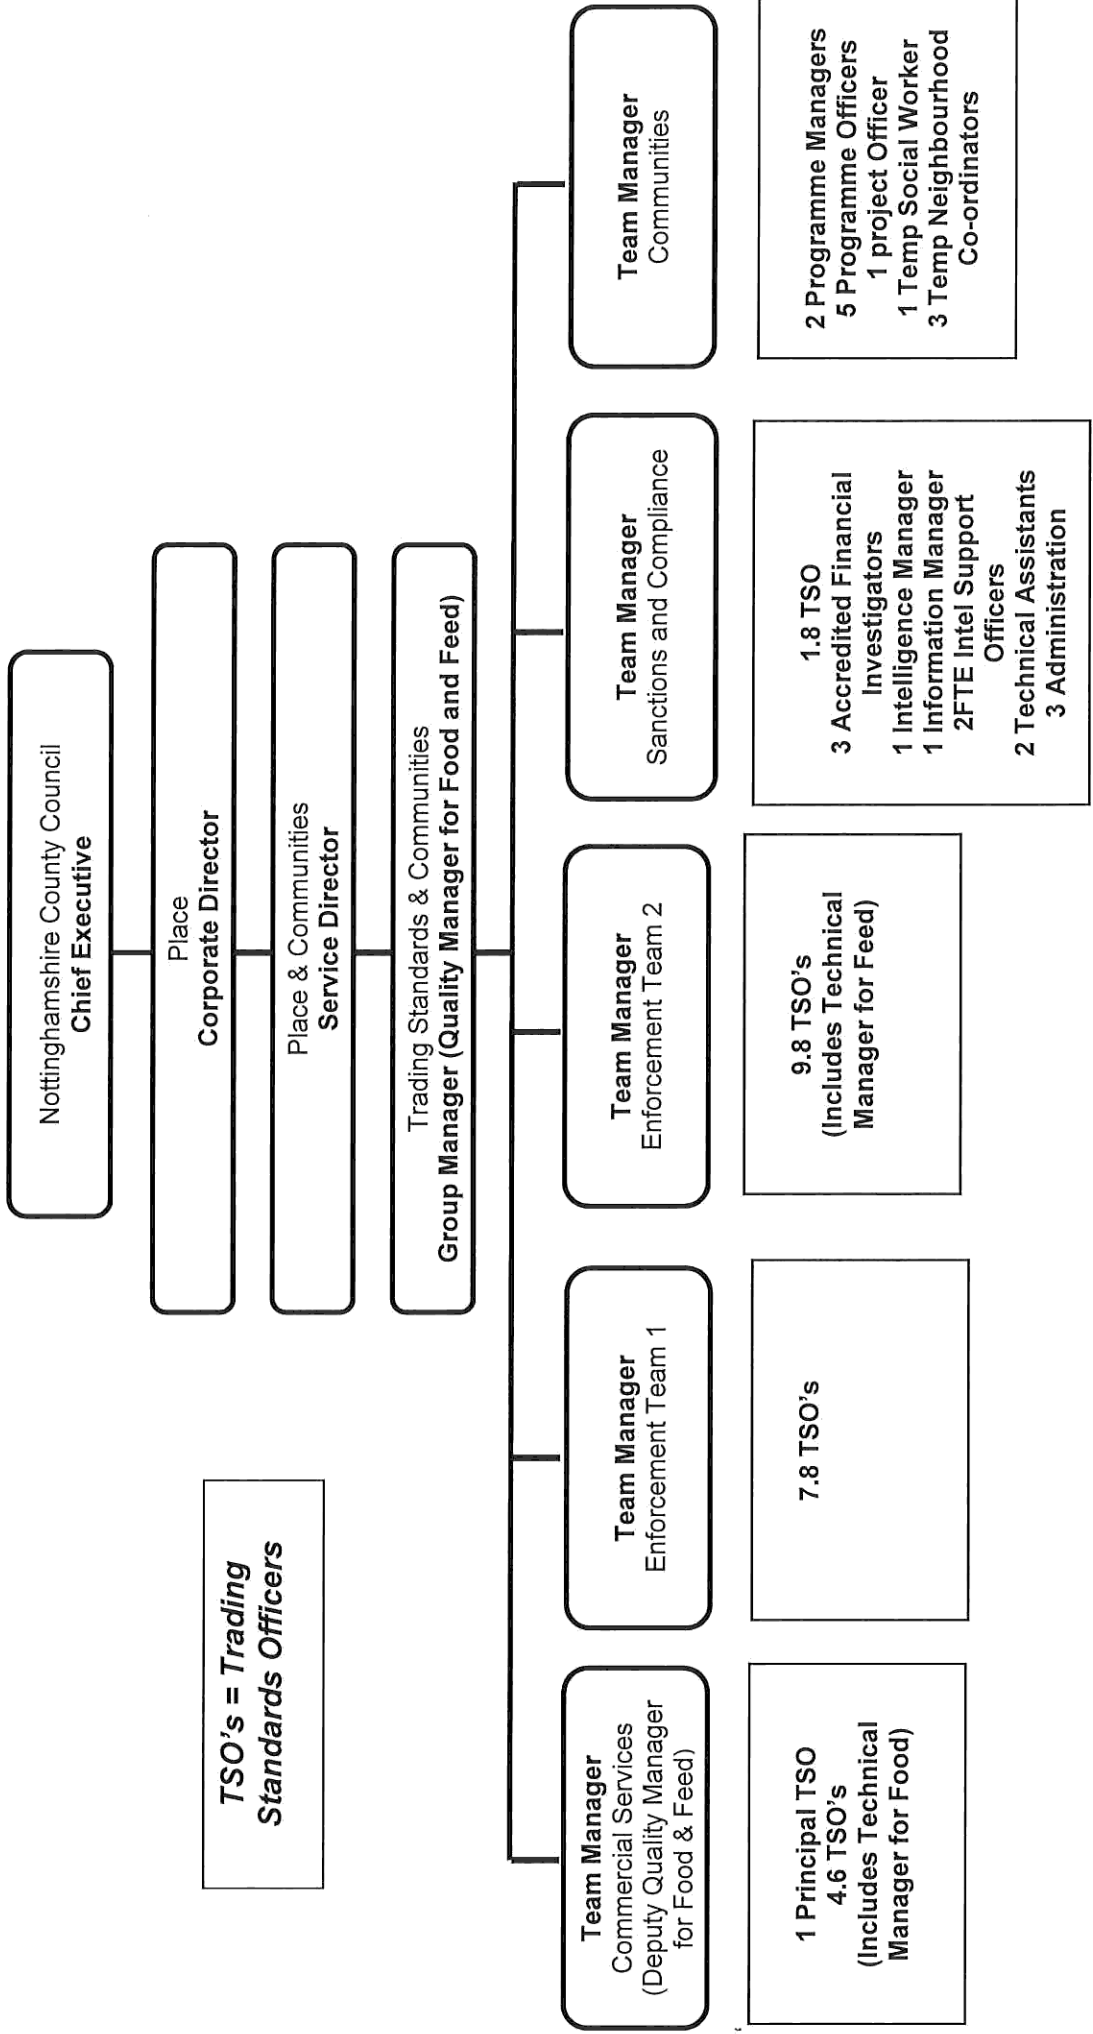 Nottinghamshire County Council
Chief Executive
Place
Corporate Director
Place & Communities
Service Director
Trading Standards & Communities
Group Manager (Quality Manager for Food and Feed)
TSO's = Trading
Standards Officers
Team Manager
Commercial Services
(Deputy Quality Manager
for Food & Feed)
Team Manager
Enforcement Team 1
Team Manager
Enforcement Team 2
Team Manager
Sanctions and Compliance
Team Manager
Communities
1 Principal TSO
4.6 TSO's
(Includes Technical
Manager for Food)
7.8 TSO's
9.8 TSO's
(Includes Technical
Manager for Feed)
1.8 TSO
3 Accredited Financial
Investigators
1 Intelligence Manager
1 Information Manager
2FTE Intel Support
Officers
2 Technical Assistants
3 Administration
2 Programme Managers
5 Programme Officers
1 project Officer
1 Temp Social Worker
3 Temp Neighbourhood
Co-ordinators